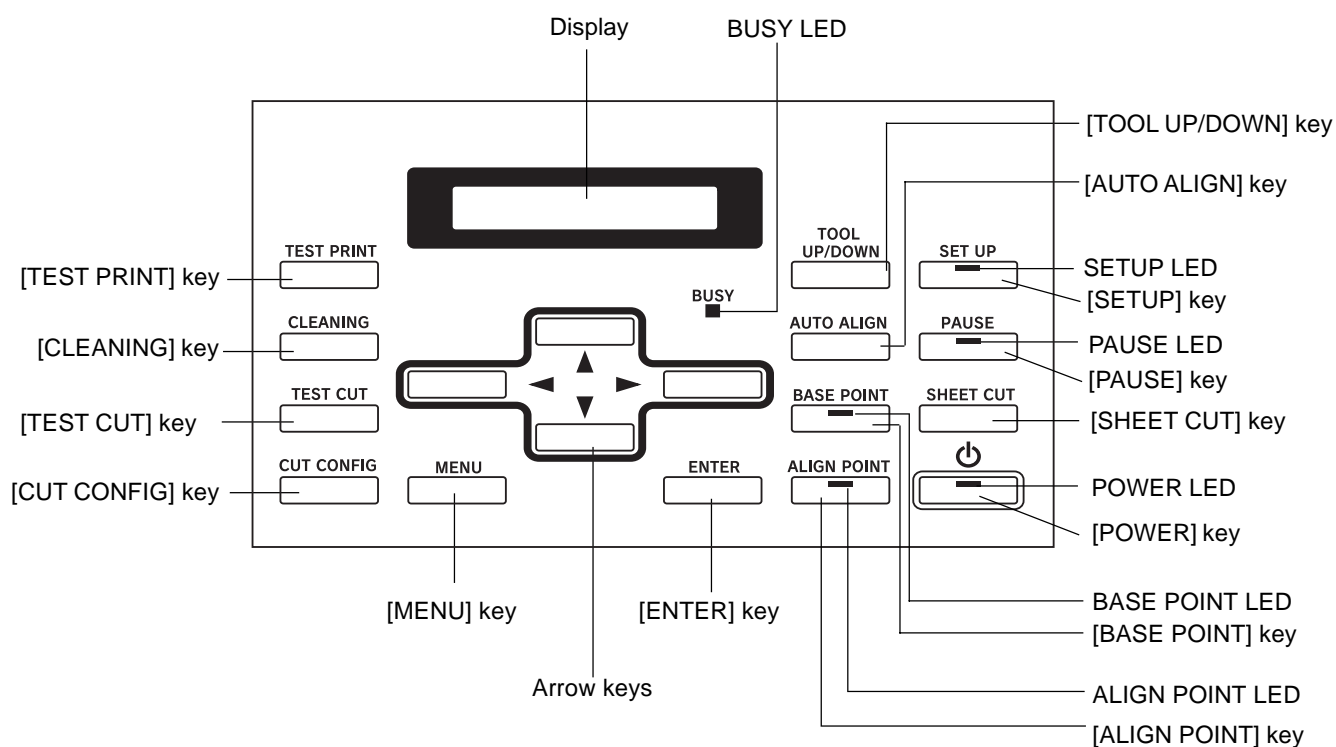 Display
BUSY LED
[TOOL UP/DOWN] key
[AUTO ALIGN] key
TOOL
UP/DOWN
SET UP
TEST PRINT
[TEST PRINT] key
SETUP LED
[SETUP] key
BUSY
CLEANING
AUTO ALIGN
PAUSE
[CLEANING] key
PAUSE LED
[PAUSE] key
TEST CUT
BASE POINT
SHEET CUT
[TEST CUT] key
[SHEET CUT] key
CUT CONFIG
MENU
ENTER
ALIGN POINT
[CUT CONFIG] key
POWER LED
[POWER] key
[MENU] key
[ENTER] key
BASE POINT LED
[BASE POINT] key
Arrow keys
ALIGN POINT LED
[ALIGN POINT] key